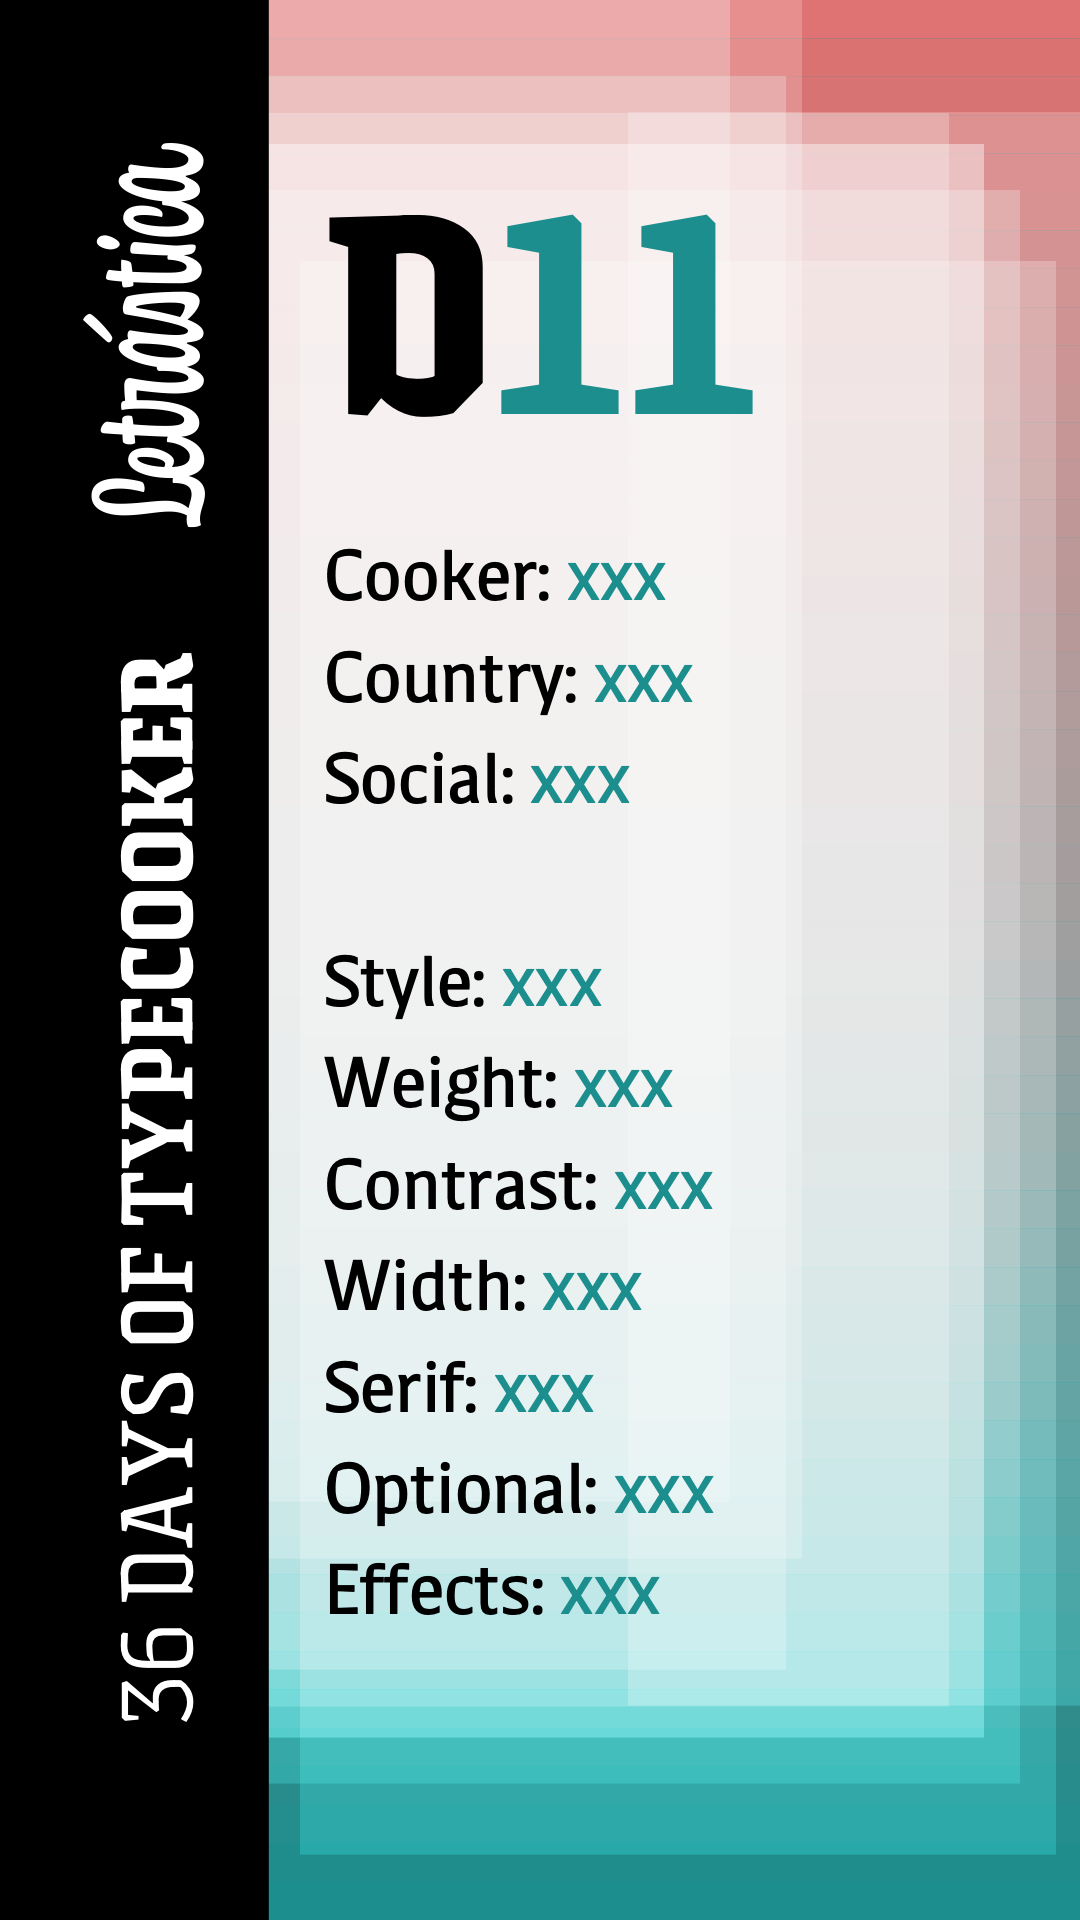 Letrástica
36 DAYS OF TYPECOOKER
D11
Cooker: xxx
Country: xxx
Social: xxx
Style: xxx
Weight: xxx
Contrast: xxx
Width: xxx
Serif: xxx
Optional: xxx
Effects: xxx